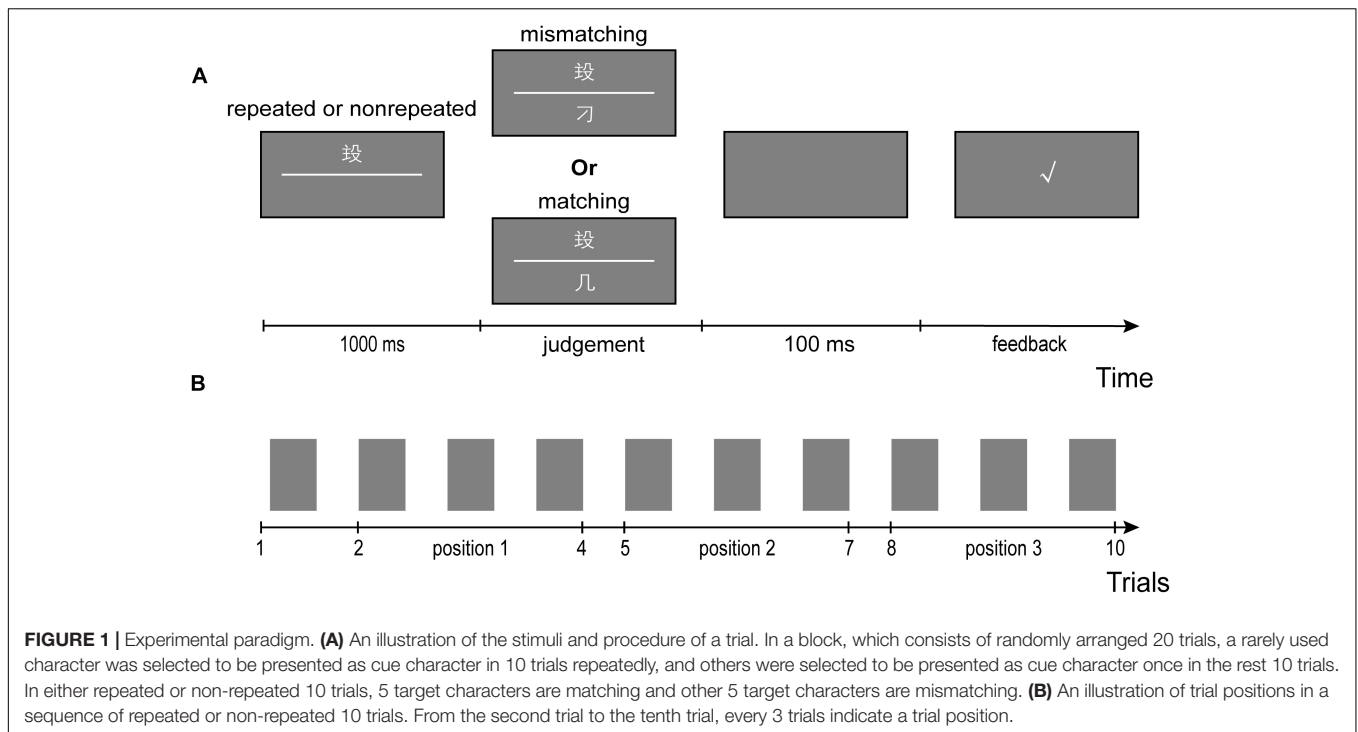 A
mismatching
刁
repeated or nonrepeated
Or
matching
几
√
1000 ms
judgement
100 ms
feedback
Time
B
1 2 position 1 4 5 position 2 7 8 position 3 10
Trials
FIGURE 1 | Experimental paradigm. (A) An illustration of the stimuli and procedure of a trial. In a block, which consists of randomly arranged 20 trials, a rarely used
character was selected to be presented as cue character in 10 trials repeatedly, and others were selected to be presented as cue character once in the rest 10 trials.
In either repeated or non-repeated 10 trials, 5 target characters are matching and other 5 target characters are mismatching. (B) An illustration of trial positions in a
sequence of repeated or non-repeated 10 trials. From the second trial to the tenth trial, every 3 trials indicate a trial position.